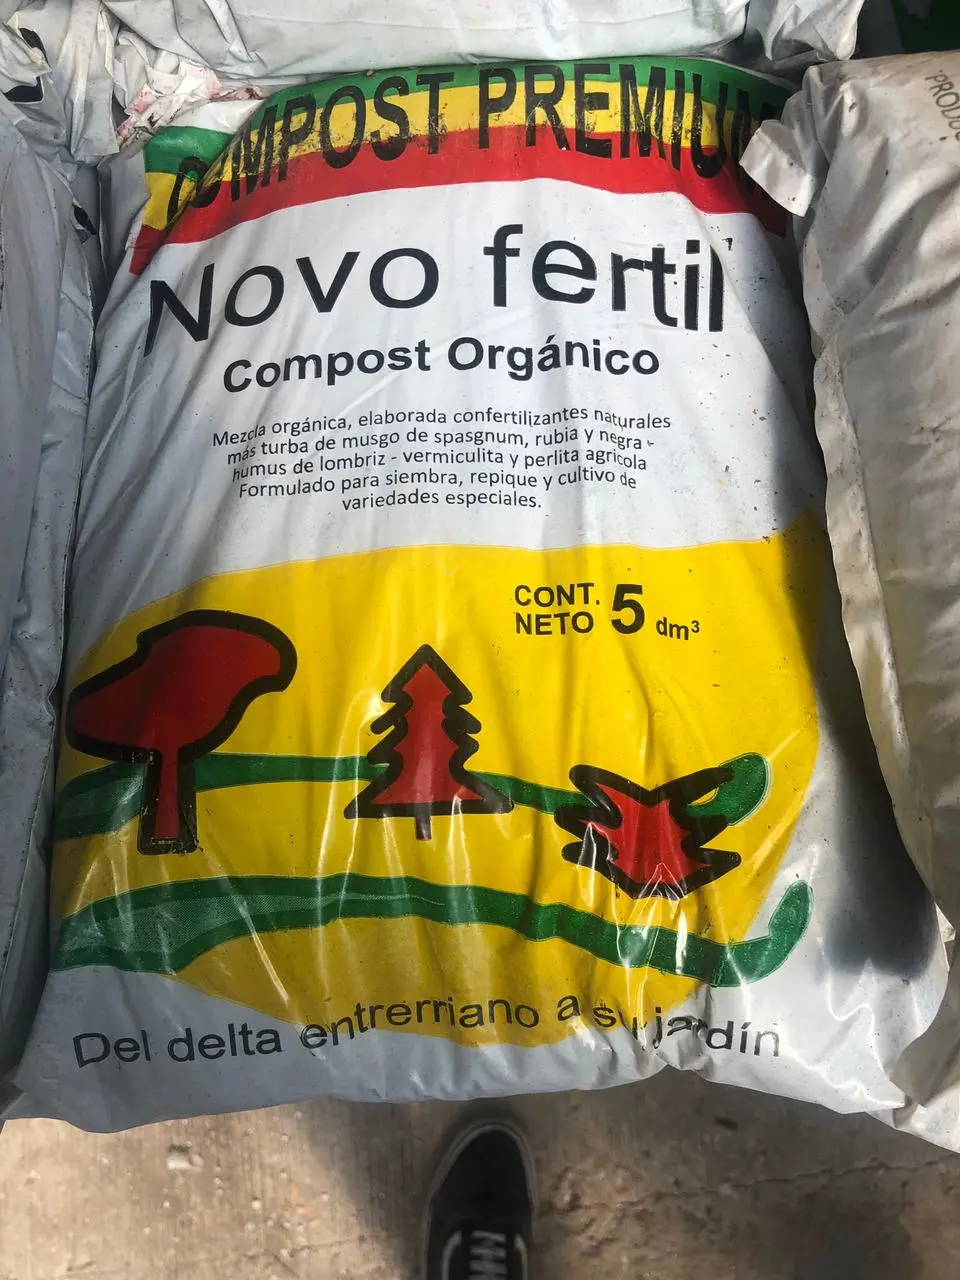 COMPOST PREMIUM
Novo fertil
Compost Orgánico
Mezcla orgánica, elaborada confertilizantes naturales
más turba de musgo de spasgnum, rubia y negra -
humus de lombriz - vermiculita y perlita agricola
Formulado para siembra, repique y cultivo de
variedades especiales.
CONT.
NETO 5 dm³
Del delta entrerriano a su jardín